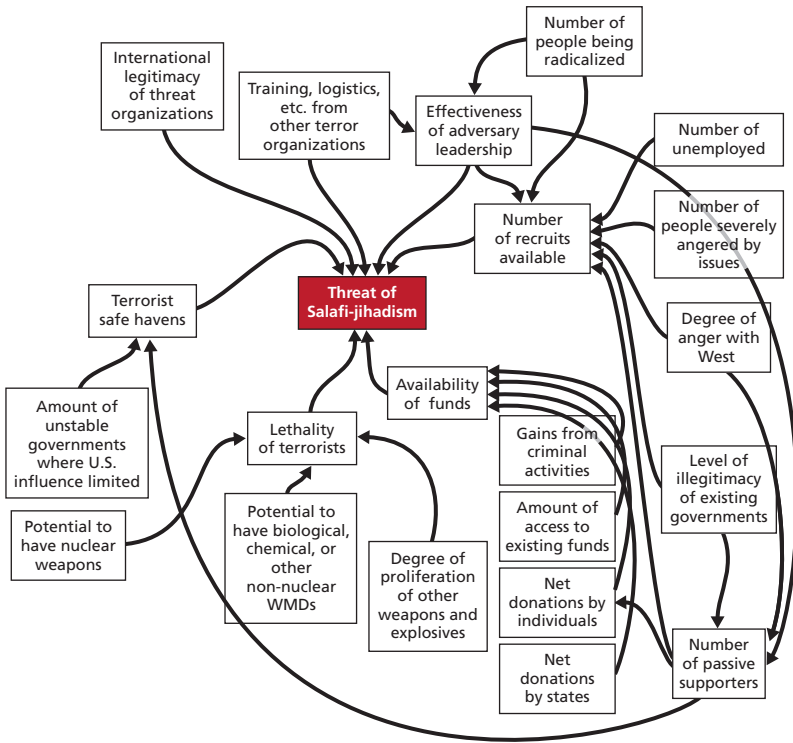 Number of
people being
radicalized
International
legitimacy
of threat
organizations
Training, logistics,
etc. from
other terror
organizations
Effectiveness
of adversary
leadership
Number of
unemployed
Number of
people severely
angered by
issues
Number
of recruits
available
Threat of
Salafi-jihadism
Terrorist
safe havens
Degree of
anger with
West
Availability
of funds
Amount of
unstable
governments
where U.S.
influence limited
Lethality
of terrorists
Gains from
criminal
activities
Level of
illegitimacy
of existing
governments
Potential to
have nuclear
weapons
Potential to
have biological,
chemical, or
other
non-nuclear
WMDs
Amount of
access to
existing funds
Degree of
proliferation
of other
weapons and
explosives
Net
donations by
individuals
Net
donations
by states
Number
of passive
supporters